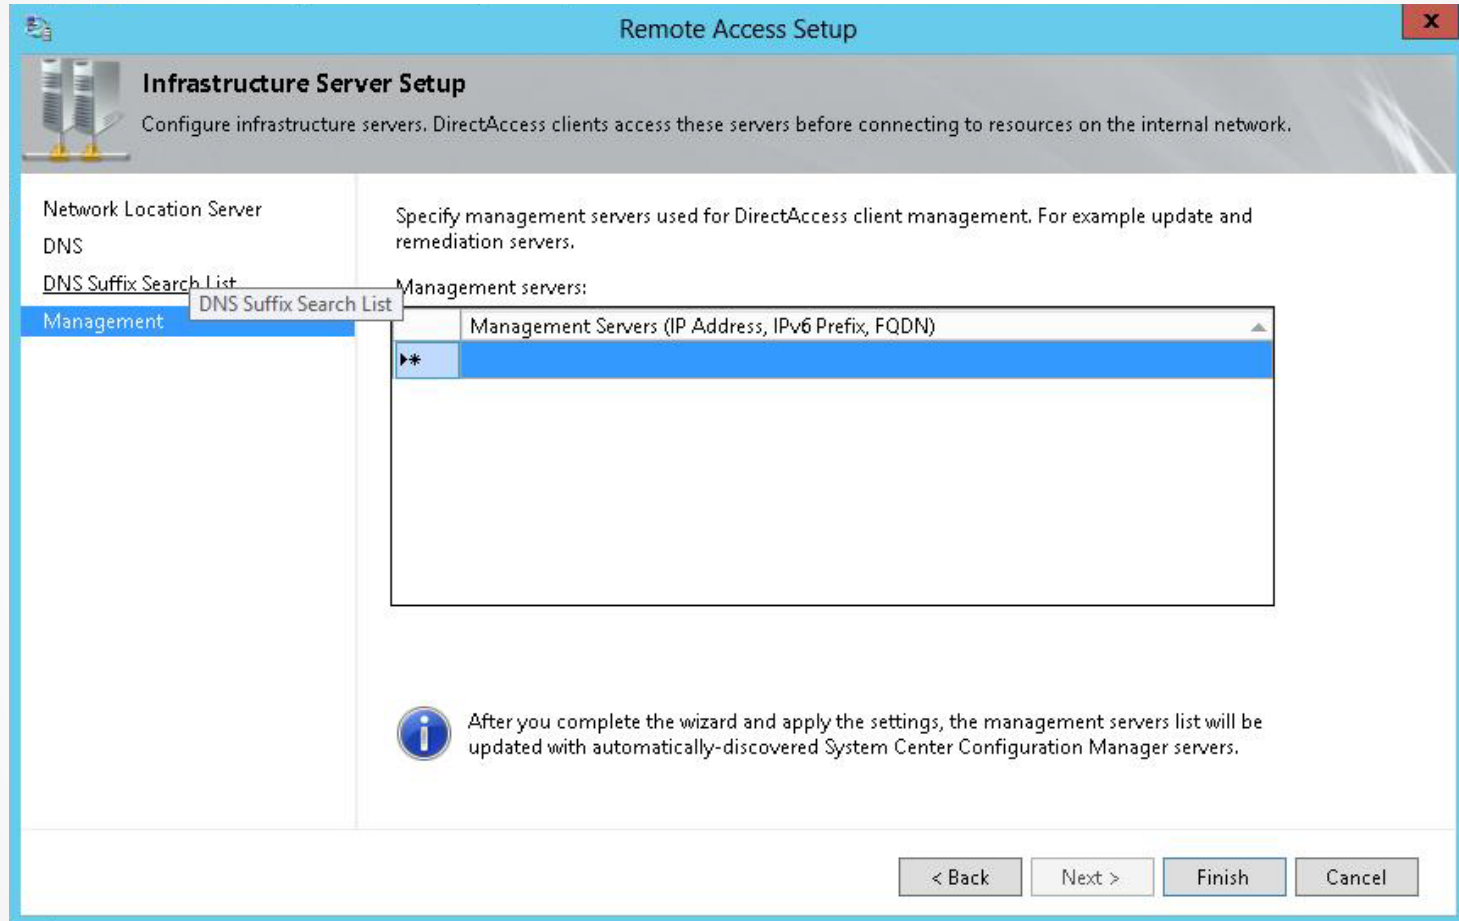 Remote Access Setup
x
Infrastructure Server Setup
Configure infrastructure servers. DirectAccess clients access these servers before connecting to resources on the internal network.
Network Location Server
DNS
DNS Suffix Search List
DNS Suffix Search List
Management
Specify management servers used for DirectAccess client management. For example update and
remediation servers.
Management servers:
Management Servers (IP Address, IPv6 Prefix, FQDN)
After you complete the wizard and apply the settings, the management servers list will be
updated with automatically-discovered System Center Configuration Manager servers.
< Back
Next >
Finish
Cancel